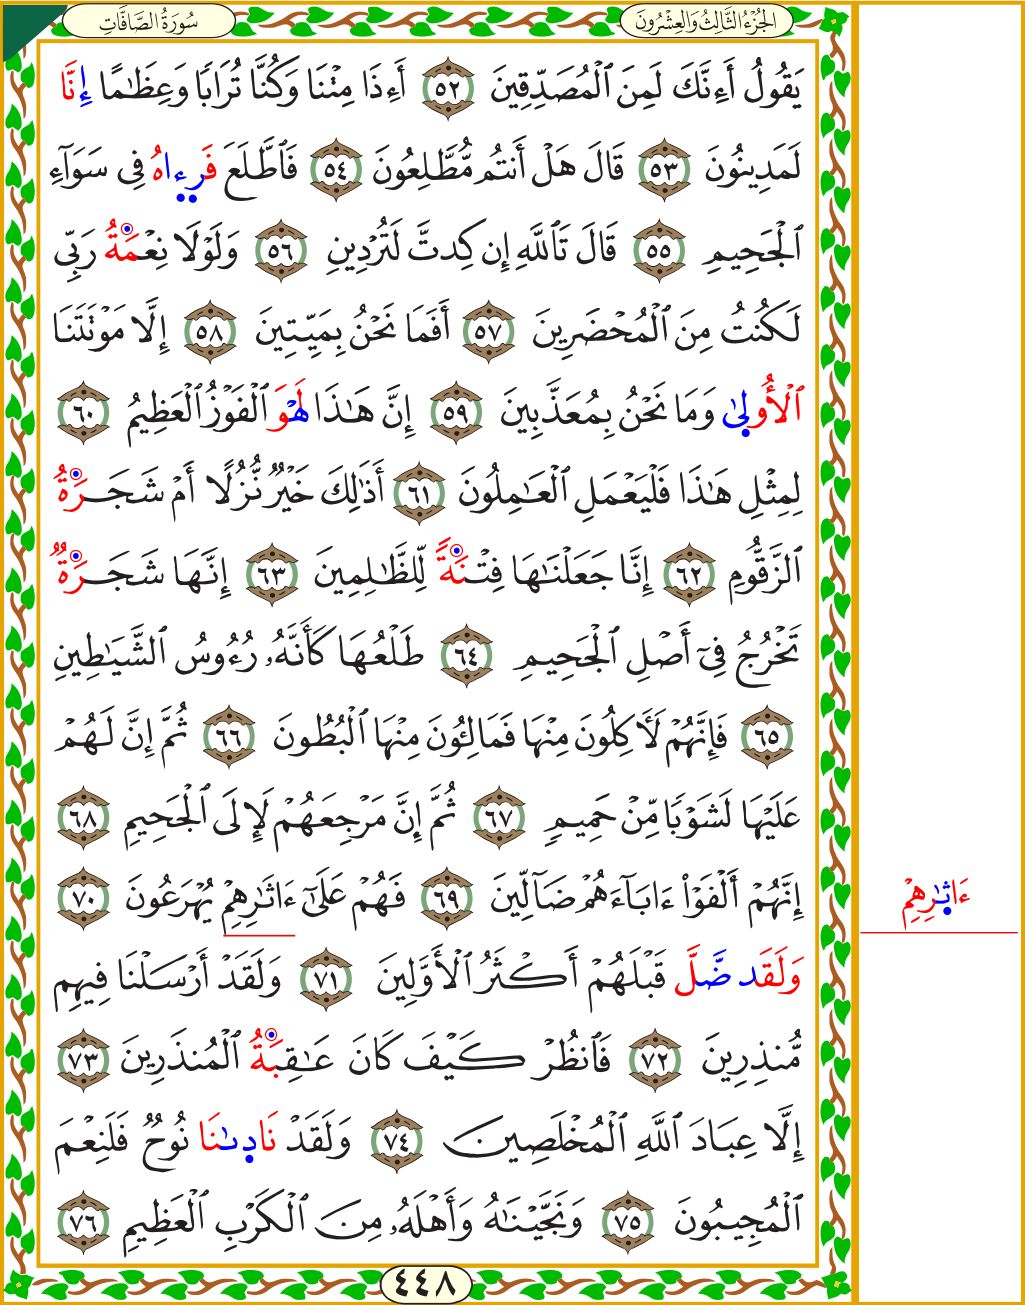 سُورَةُ الصَّافَّاتِ
الجُزْءُ الثَّالِثُ وَالعِشْرُونَ
يَقُولُ أَءِنَّكَ لَمِنَ ٱلْمُصَدِّقِينَ ٥٢ أَءِذَا مِتْنَا وَكُنَّا تُرَابًا وَعِظَٰمًا إِنَّا
لَمَدِينُونَ ٥٣ قَالَ هَلْ أَنتُم مُّطَّلِعُونَ ٥٤ فَٱطَّلَعَ فَرِءَاهُ فِى سَوَآءِ
ٱلْجَحِيمِ ٥٥ قَالَ تَٱللَّهِ إِن كِدتَّ لَتُرْدِينِ ٥٦ وَلَوْلَا نِعْمَةُ رَبِّى
لَكُنتُ مِنَ ٱلْمُحْضَرِينَ ٥٧ أَفَمَا نَحْنُ بِمَيِّتِينَ ٥٨ إِلَّا مَوْتَتَنَا
ٱلْأُولِىٰ وَمَا نَحْنُ بِمُعَذَّبِينَ ٥٩ إِنَّ هَٰذَا لَهْوَ ٱلْفَوْزُ ٱلْعَظِيمُ ٦٠
لِمِثْلِ هَٰذَا فَلْيَعْمَلِ ٱلْعَٰمِلُونَ ٦١ أَذَٰلِكَ خَيْرٌ نُّزُلًا أَمْ شَجَرَةُ
ٱلزَّقُّومِ ٦٢ إِنَّا جَعَلْنَٰهَا فِتْنَةً لِّلظَّٰلِمِينَ ٦٣ إِنَّهَا شَجَرَةٌ
تَخْرُجُ فِىٓ أَصْلِ ٱلْجَحِيمِ ٦٤ طَلْعُهَا كَأَنَّهُۥ رُءُوسُ ٱلشَّيَٰطِينِ
٦٥ فَإِنَّهُمْ لَأَكِلُونَ مِنْهَا فَمَالِـُٔونَ مِنْهَا ٱلْبُطُونَ ٦٦ ثُمَّ إِنَّ لَهُمْ
عَلَيْهَا لَشَوْبًا مِّنْ حَمِيمٍ ٦٧ ثُمَّ إِنَّ مَرْجِعَهُمْ لَإِلَى ٱلْجَحِيمِ ٦٨
إِنَّهُمْ أَلْفَوْا۟ ءَابَآءَهُمْ ضَآلِّينَ ٦٩ فَهُمْ عَلَىٰٓ ءَاثَٰرِهِمْ يُهْرَعُونَ ٧٠
ءَاثِٰرِهِمْ
وَلَقَد ضَّلَّ قَبْلَهُمْ أَكْثَرُ ٱلْأَوَّلِينَ ٧١ وَلَقَدْ أَرْسَلْنَا فِيهِم
مُّنذِرِينَ ٧٢ فَٱنظُرْ كَيْفَ كَانَ عَٰقِبَةُ ٱلْمُنذَرِينَ ٧٣
إِلَّا عِبَادَ ٱللَّهِ ٱلْمُخْلَصِينَ ٧٤ وَلَقَدْ نَادِىٰنَا نُوحٌ فَلَنِعْمَ
ٱلْمُجِيبُونَ ٧٥ وَنَجَّيْنَٰهُ وَأَهْلَهُۥ مِنَ ٱلْكَرْبِ ٱلْعَظِيمِ ٧٦
٤٤٨